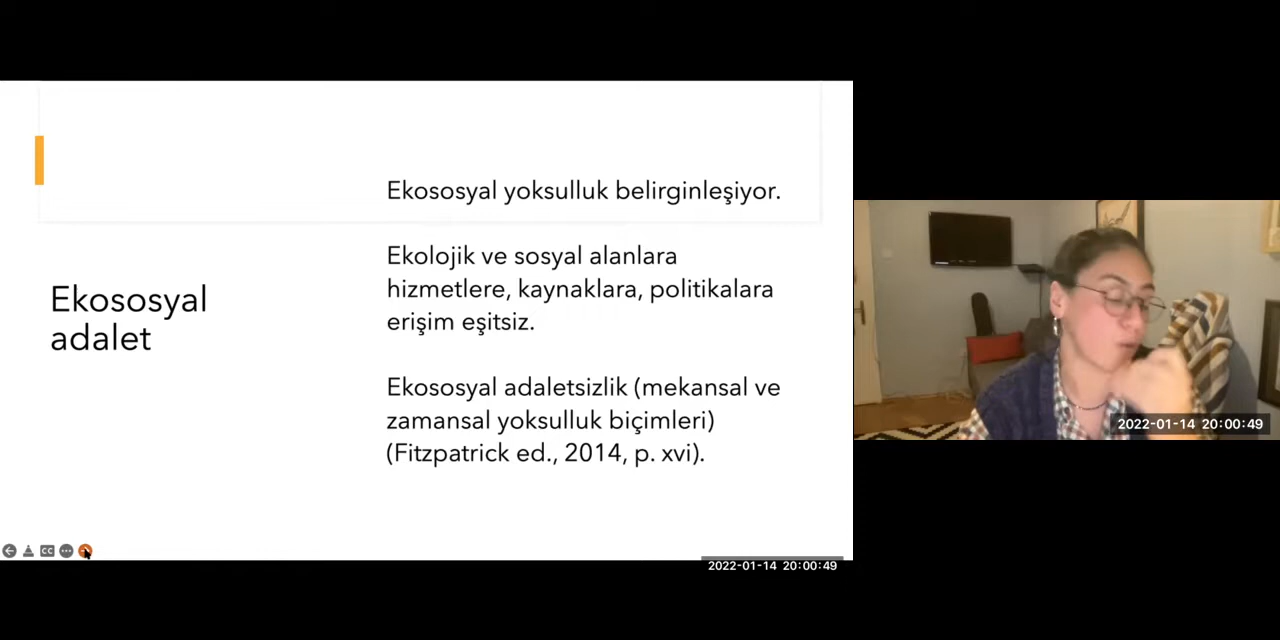 Ekososyal
adalet
Ekososyal yoksulluk belirginleşiyor.
Ekolojik ve sosyal alanlara
hizmetlere, kaynaklara, politikalara
erişim eşitsiz.
Ekososyal adaletsizlik (mekansal ve
zamansal yoksulluk biçimleri)
(Fitzpatrick ed., 2014, p. xvi).
CC
2022-01-14 20:00:49
2022-01-14 20:00:49